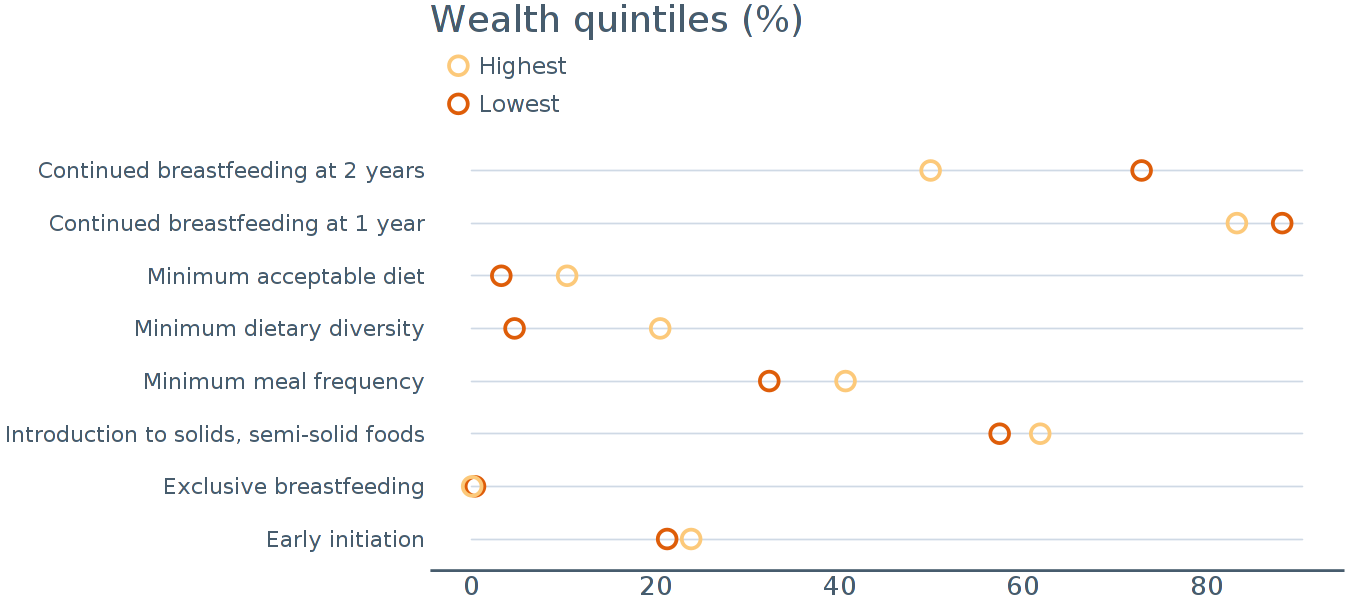 Wealth quintiles (%)
Highest
Lowest
Continued breastfeeding at 2 years
Continued breastfeeding at 1 year
Minimum acceptable diet
Minimum dietary diversity
Minimum meal frequency
Introduction to solids, semi-solid foods
Exclusive breastfeeding
Early initiation
0 20 40 60 80